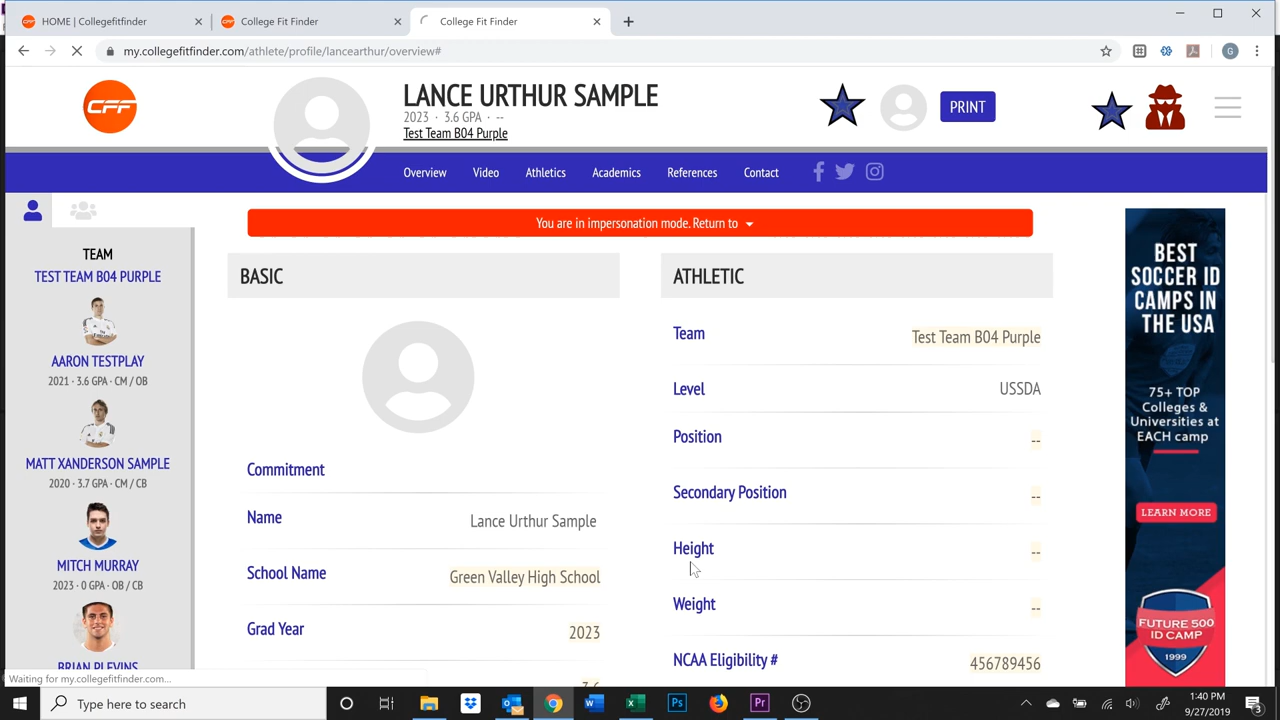 HOME | Collegefitfinder
College Fit Finder
College Fit Finder
my.collegefitfinder.com/athlete/profile/lancearthur/overview#
G
CFF
LANCE URTHUR SAMPLE
2023 · 3.6 GPA · --
Test Team B04 Purple
PRINT
Overview
Video
Athletics
Academics
References
Contact
You are in impersonation mode. Return to
TEAM
TEST TEAM B04 PURPLE
AARON TESTPLAY
2021 · 3.6 GPA · CM / OB
MATT XANDERSON SAMPLE
2020 · 3.7 GPA · CM / CB
MITCH MURRAY
2023 · 0 GPA · OB / CB
BRIAN PLEVINS
BASIC
Commitment
Name
Lance Urthur Sample
School Name
Green Valley High School
Grad Year
2023
3.6
ATHLETIC
Team
Test Team B04 Purple
Level
USSDA
Position
--
Secondary Position
--
Height
--
Weight
--
NCAA Eligibility #
456789456
BEST
SOCCER ID
CAMPS IN
THE USA
75+ TOP
Colleges &
Universities at
EACH camp
LEARN MORE
FUTURE 500
ID CAMP
1999
Waiting for my.collegefitfinder.com...
Type here to search
1:40 PM
9/27/2019
3